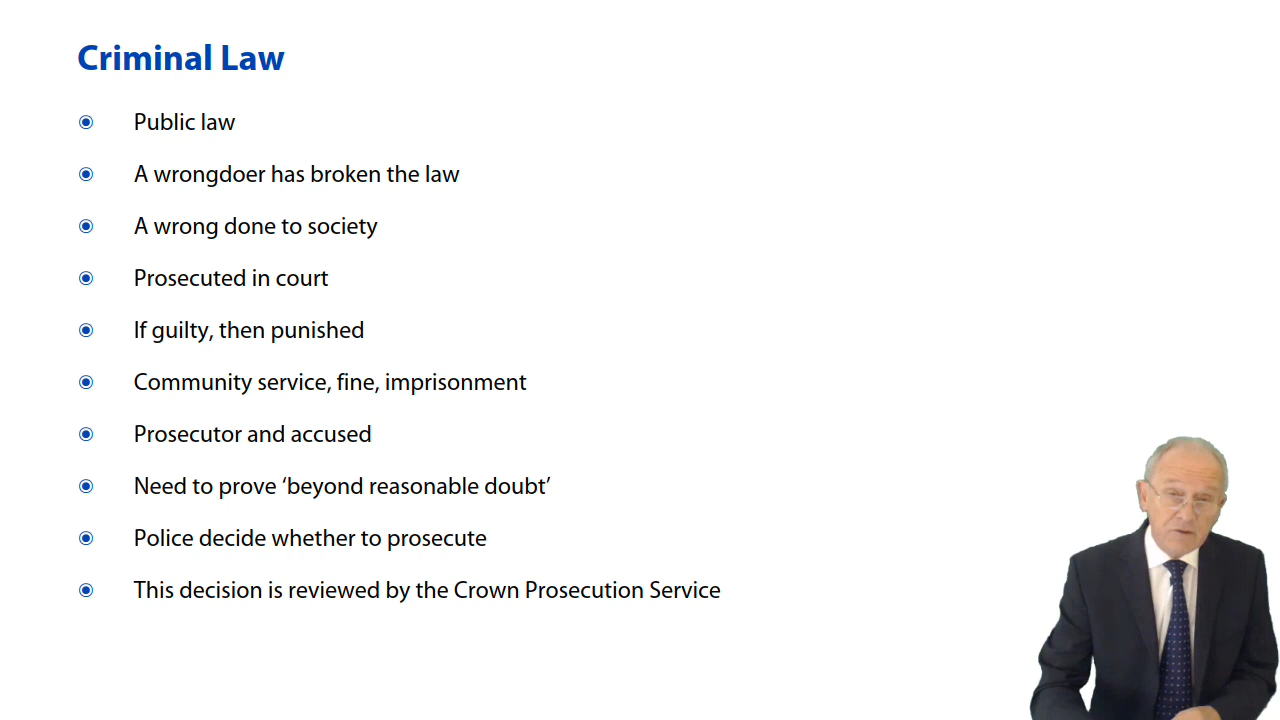 Criminal Law
Public law
A wrongdoer has broken the law
A wrong done to society
Prosecuted in court
If guilty, then punished
Community service, fine, imprisonment
Prosecutor and accused
Need to prove ‘beyond reasonable doubt’
Police decide whether to prosecute
This decision is reviewed by the Crown Prosecution Service